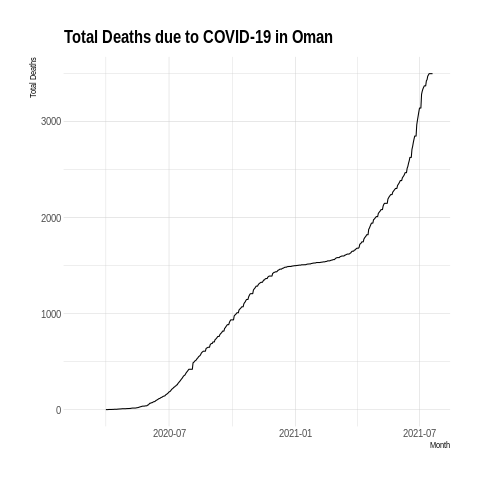 Total Deaths due to COVID-19 in Oman
Total Deaths
3000
2000
1000
0
2020-07 2021-01 2021-07
Month